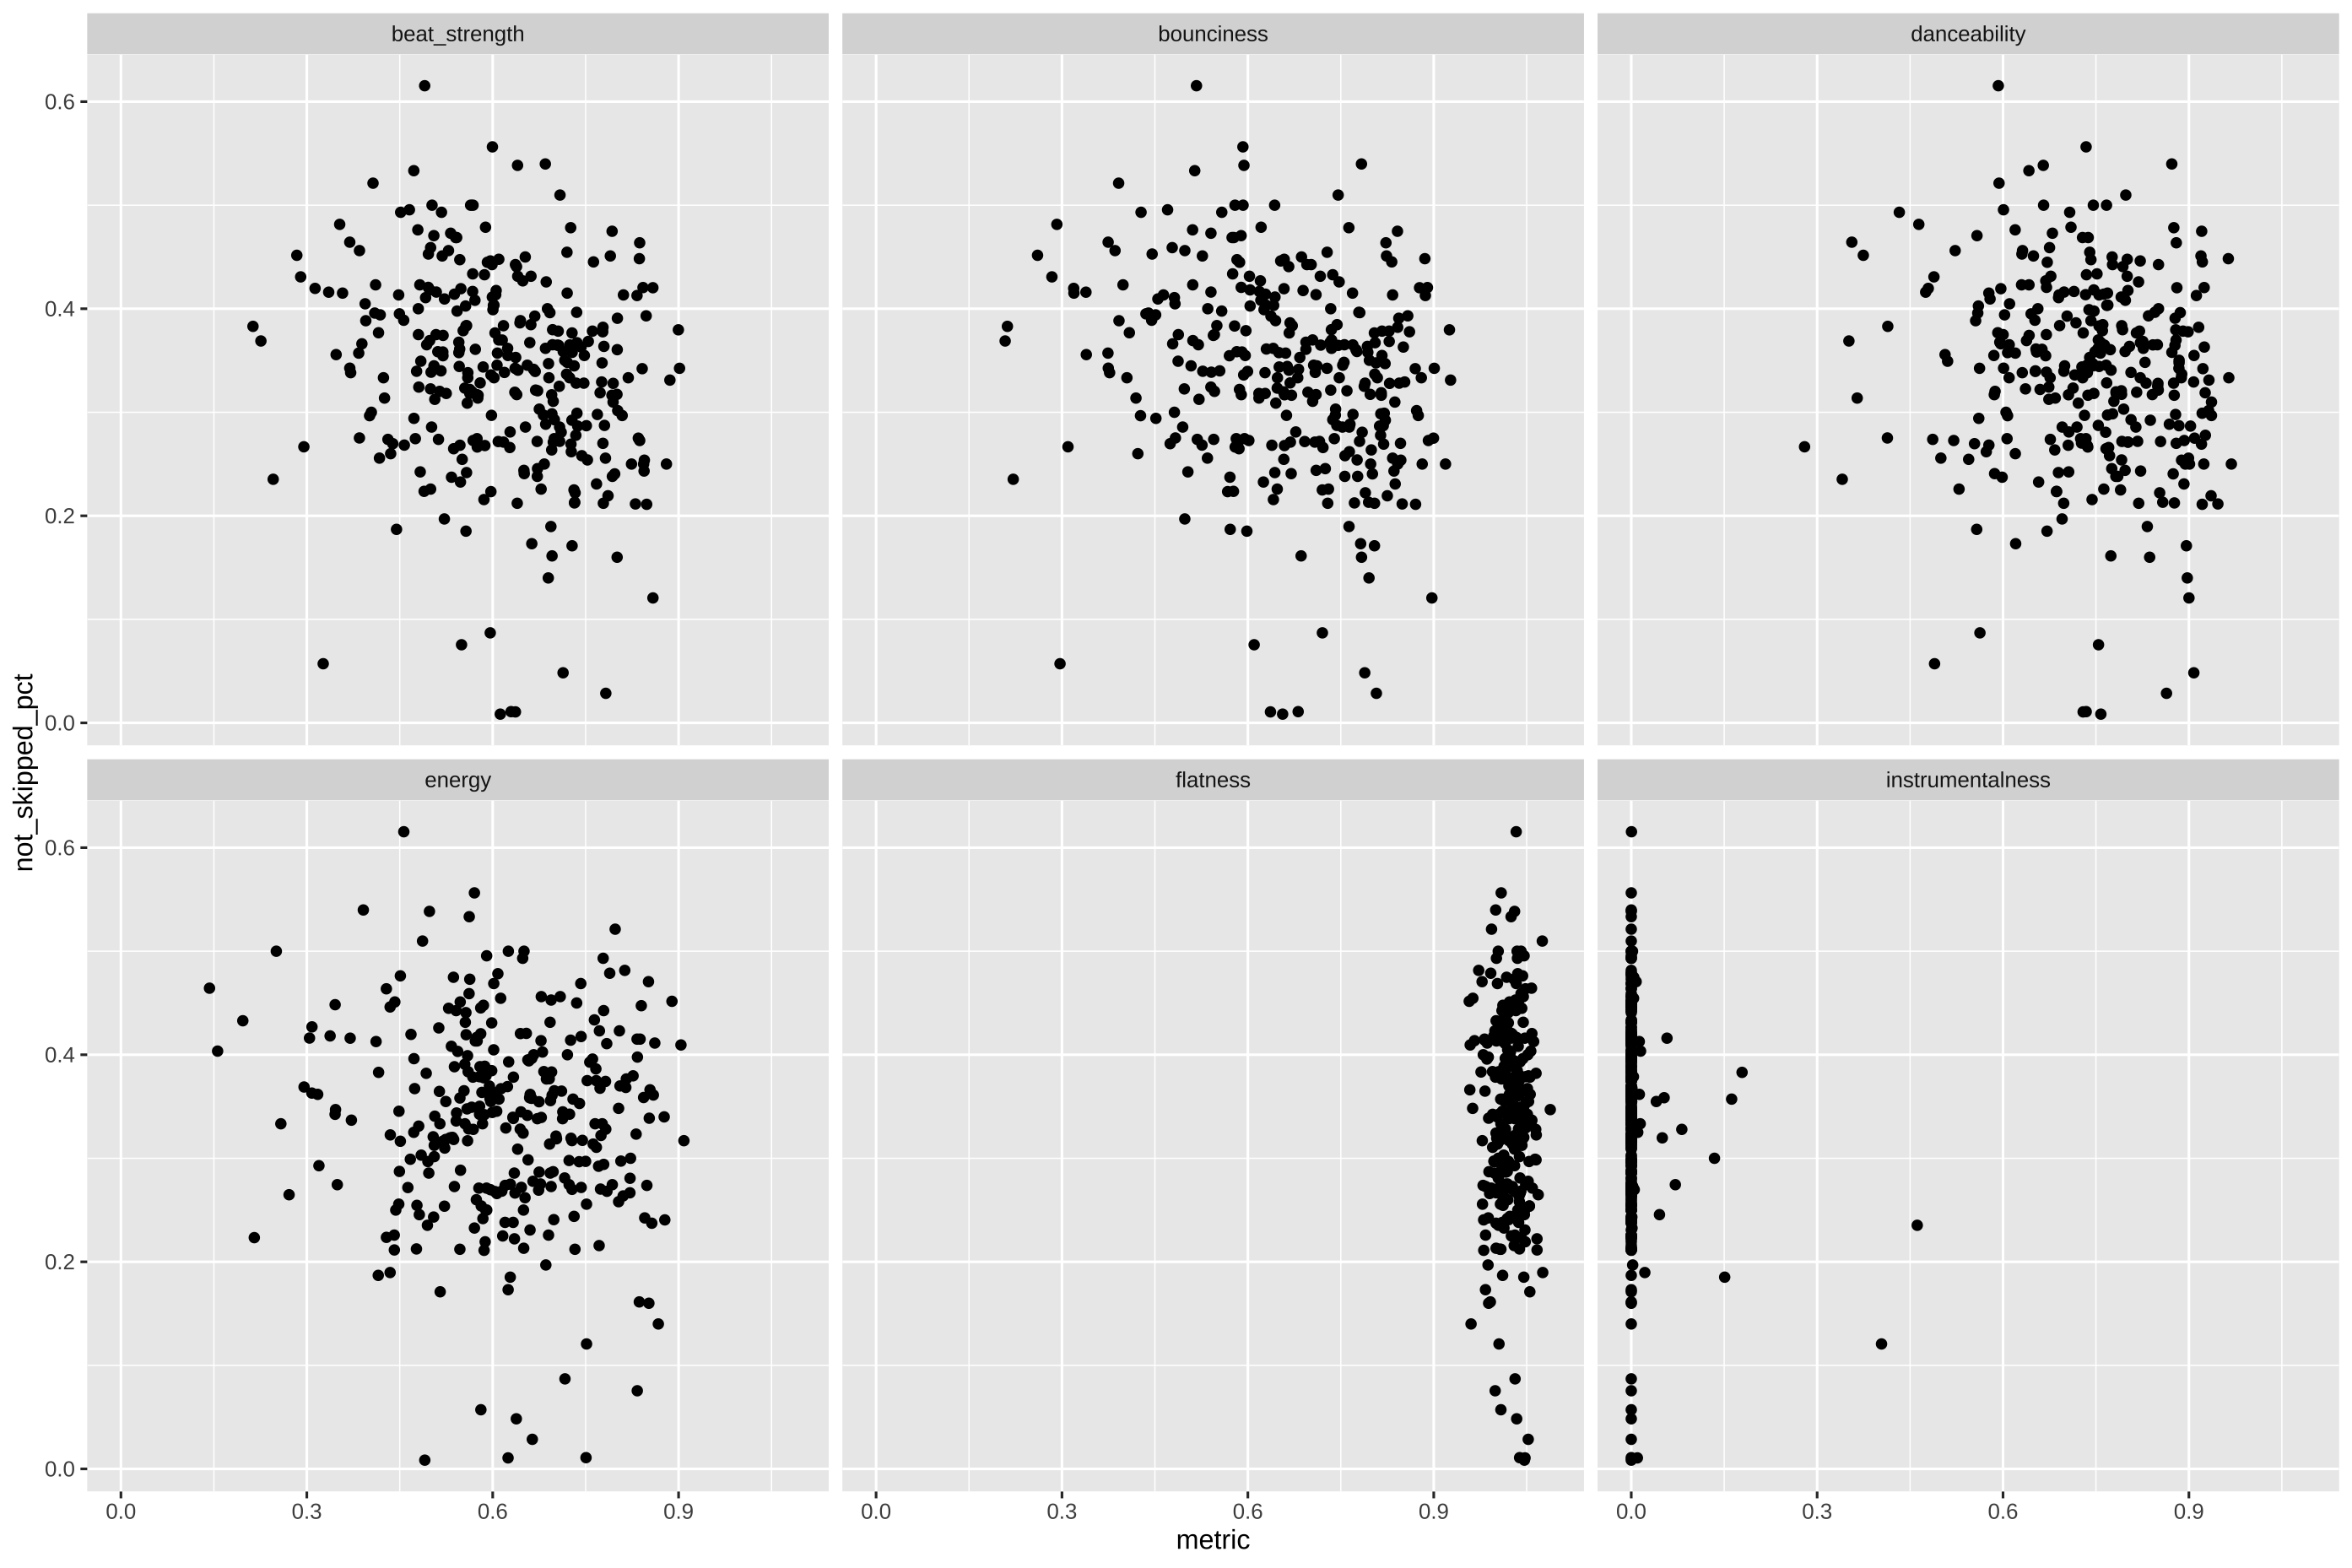 beat_strength
bounciness
danceability
0.6
0.4
0.2
0.0
not_skipped_pct
energy
flatness
instrumentalness
0.6
0.4
0.2
0.0
0.0 0.3 0.6 0.9
0.0 0.3 0.6 0.9
0.0 0.3 0.6 0.9
metric